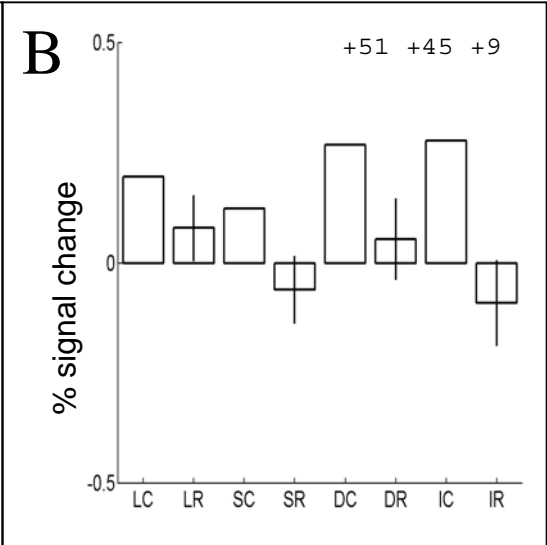 B
0.5
+51 +45 +9
% signal change
0
-0.5
LC LR SC SR DC DR IC IR